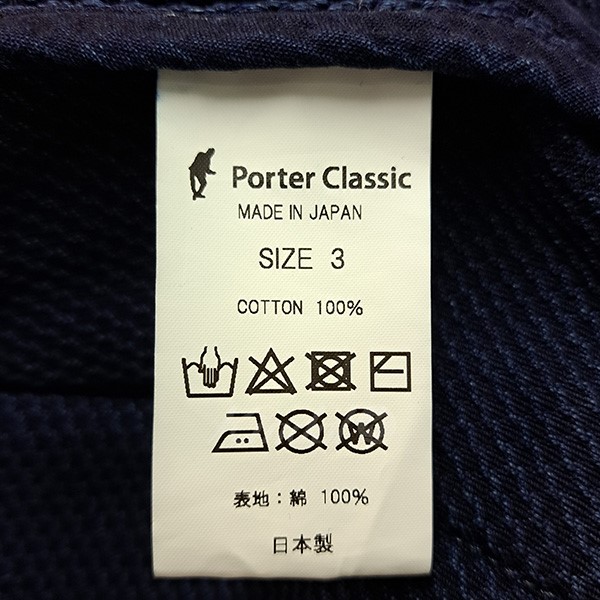 Porter Classic
MADE IN JAPAN
SIZE 3
COTTON 100%
W
表地：綿 100%
日本製